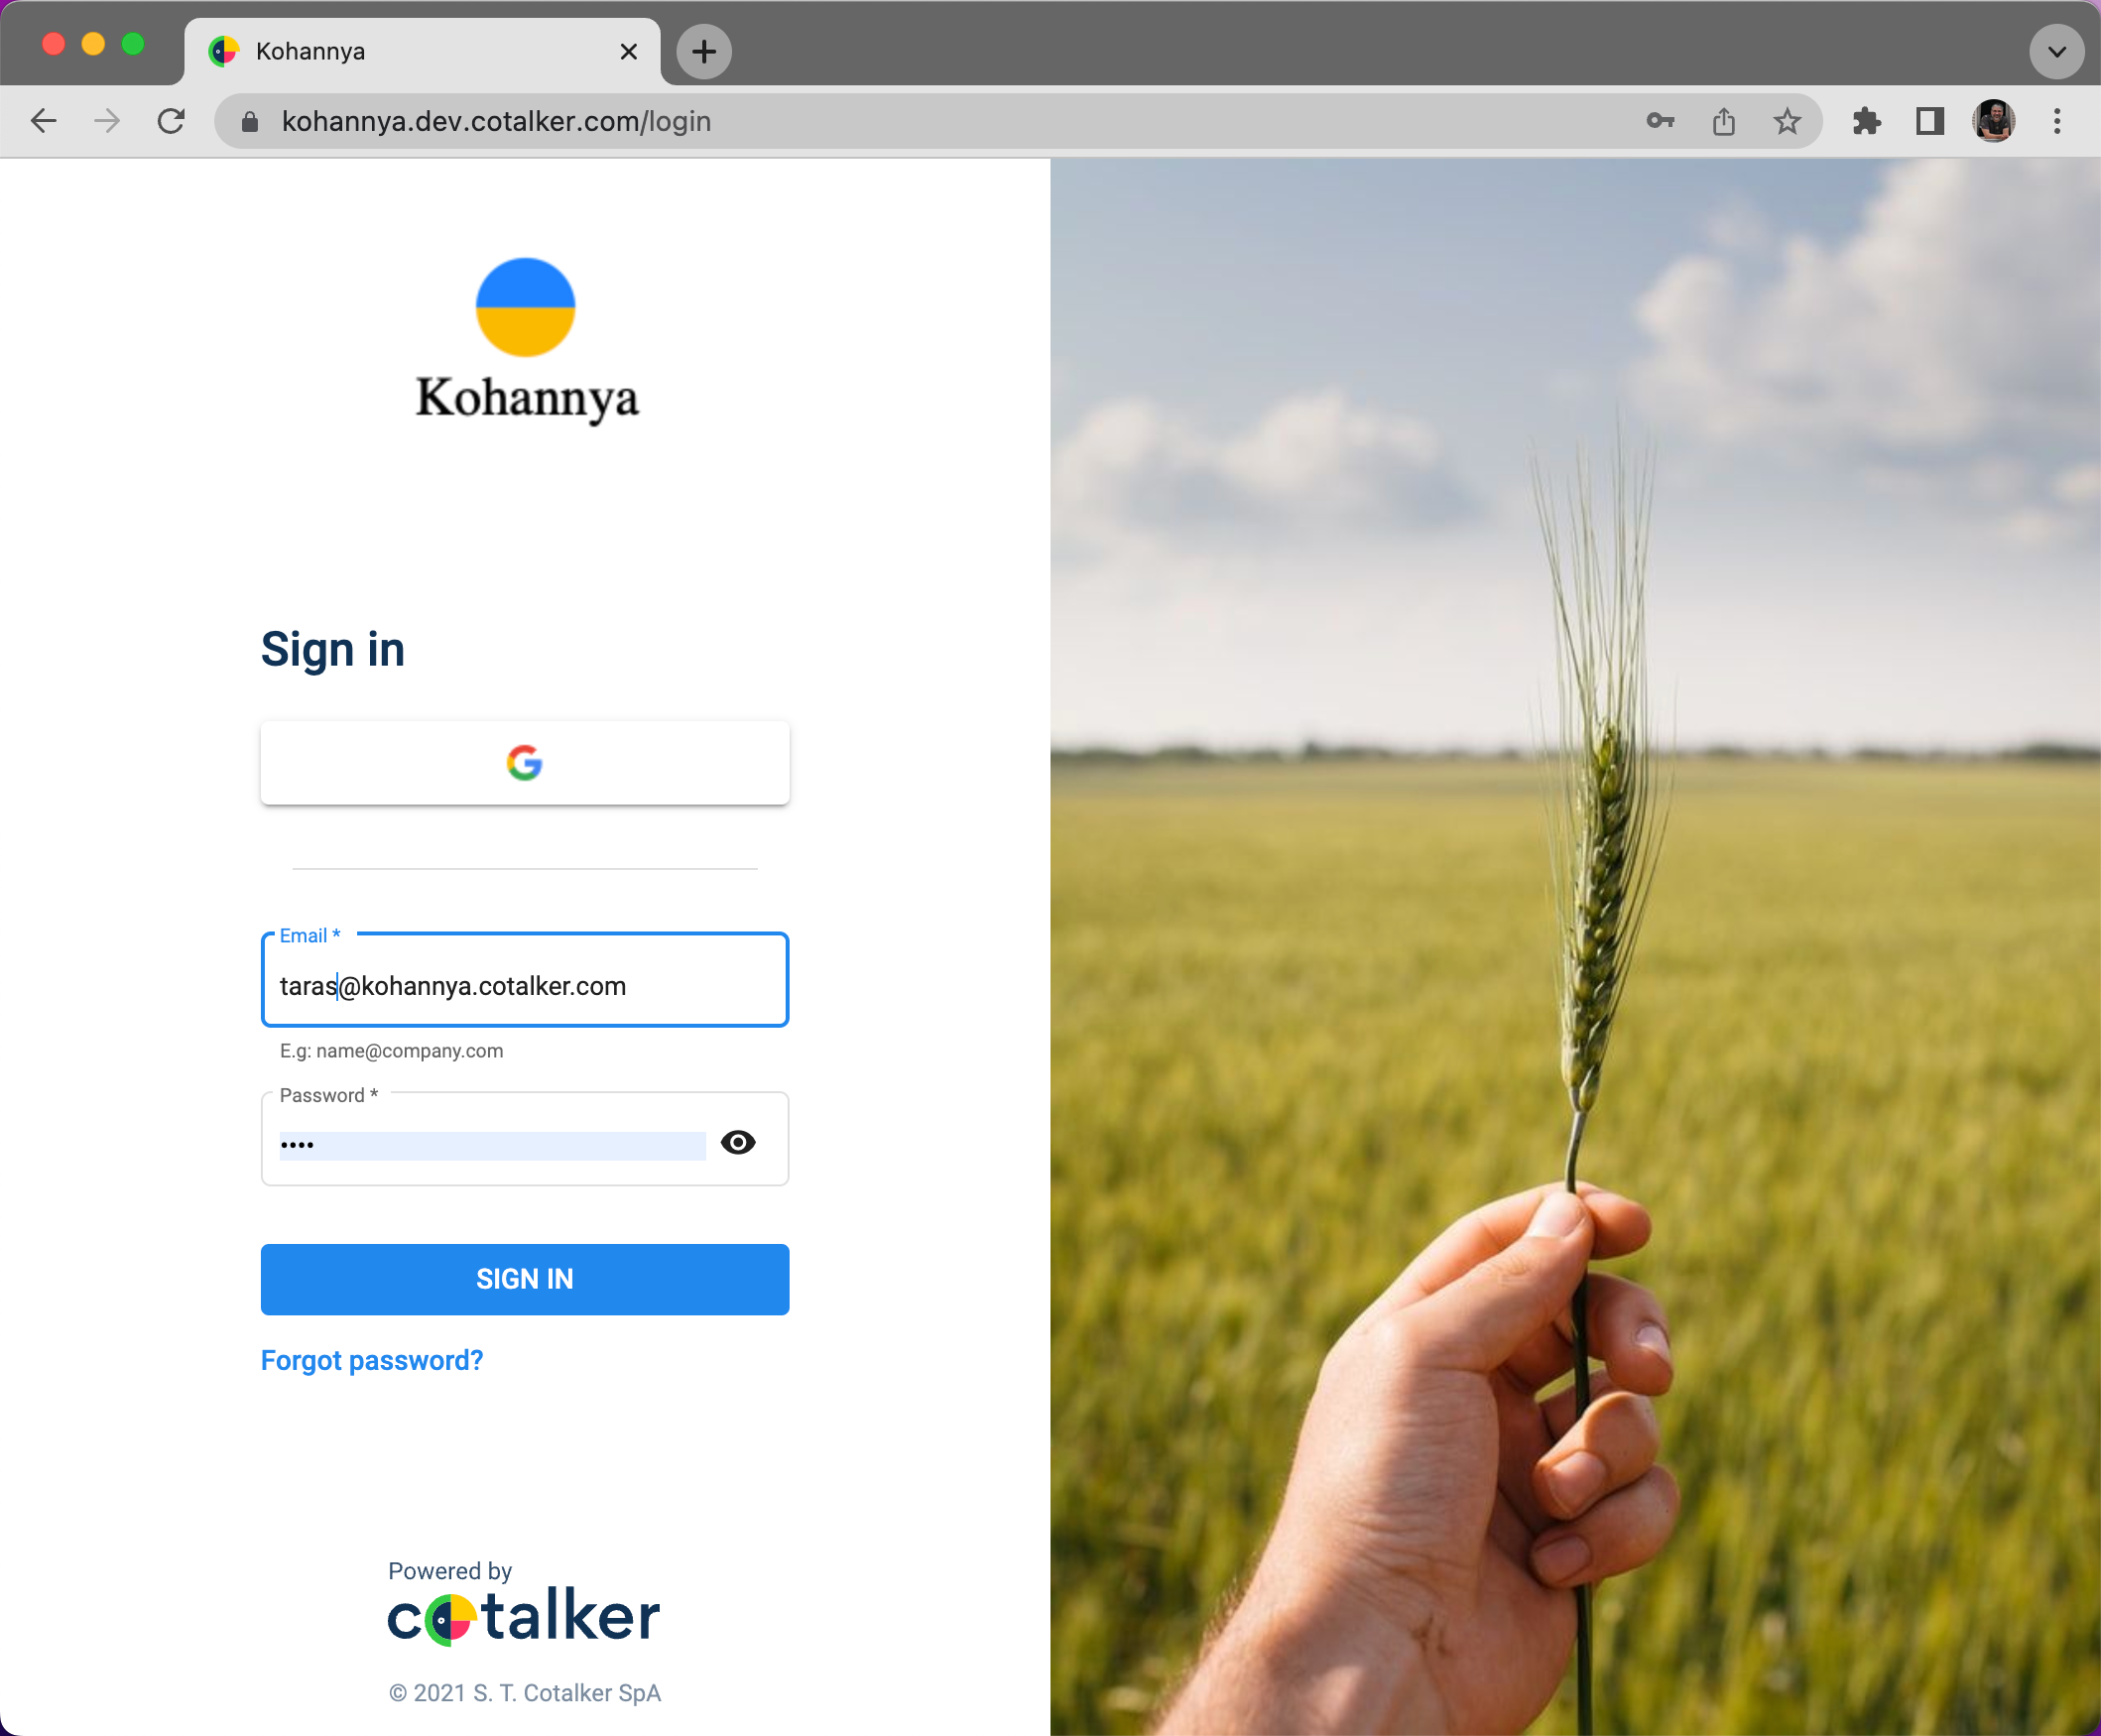 Kohannya
kohannya.dev.cotalker.com/login
Kohannya
Sign in
Email *
taras@kohannya.cotalker.com
E.g: name@company.com
Password *
••••
SIGN IN
Forgot password?
Powered by
cotalker
© 2021 S. T. Cotalker SpA